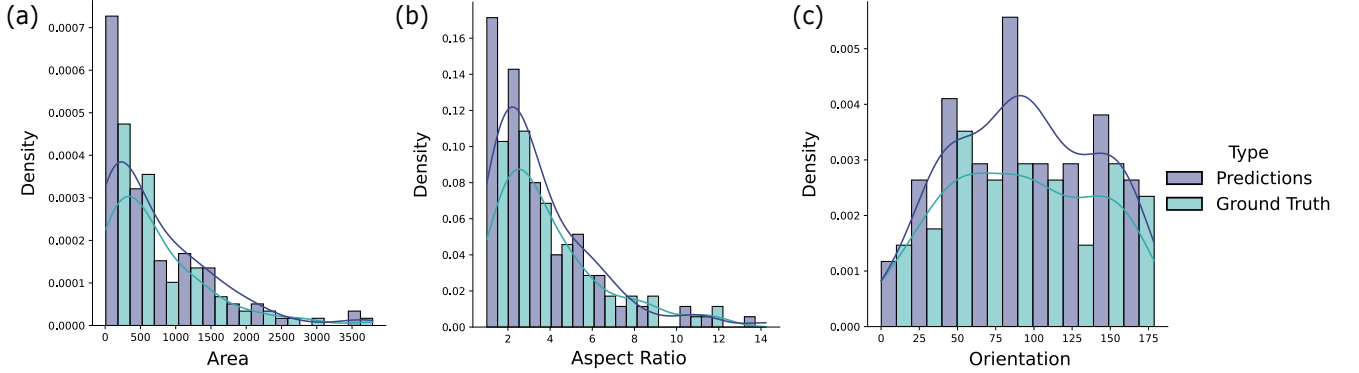 (a)
Density
0.0007
0.0006
0.0005
0.0004
0.0003
0.0002
0.0001
0.0000
0 500 1000 1500 2000 2500 3000 3500
Area
(b)
Density
0.16
0.14
0.12
0.10
0.08
0.06
0.04
0.02
0.00
2 4 6 8 10 12 14
Aspect Ratio
(c)
Density
0.005
0.004
0.003
0.002
0.001
0.000
0 25 50 75 100 125 150 175
Orientation
Type
Predictions
Ground Truth